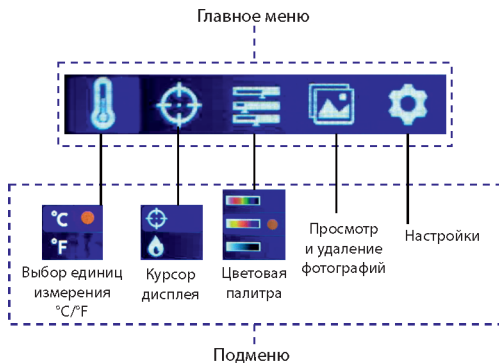 Главное меню
°C
°F
Выбор единиц
измерения
°C/°F
Курсор
дисплея
Цветовая
палитра
Просмотр
и удаление
фотографий
Настройки
Подменю